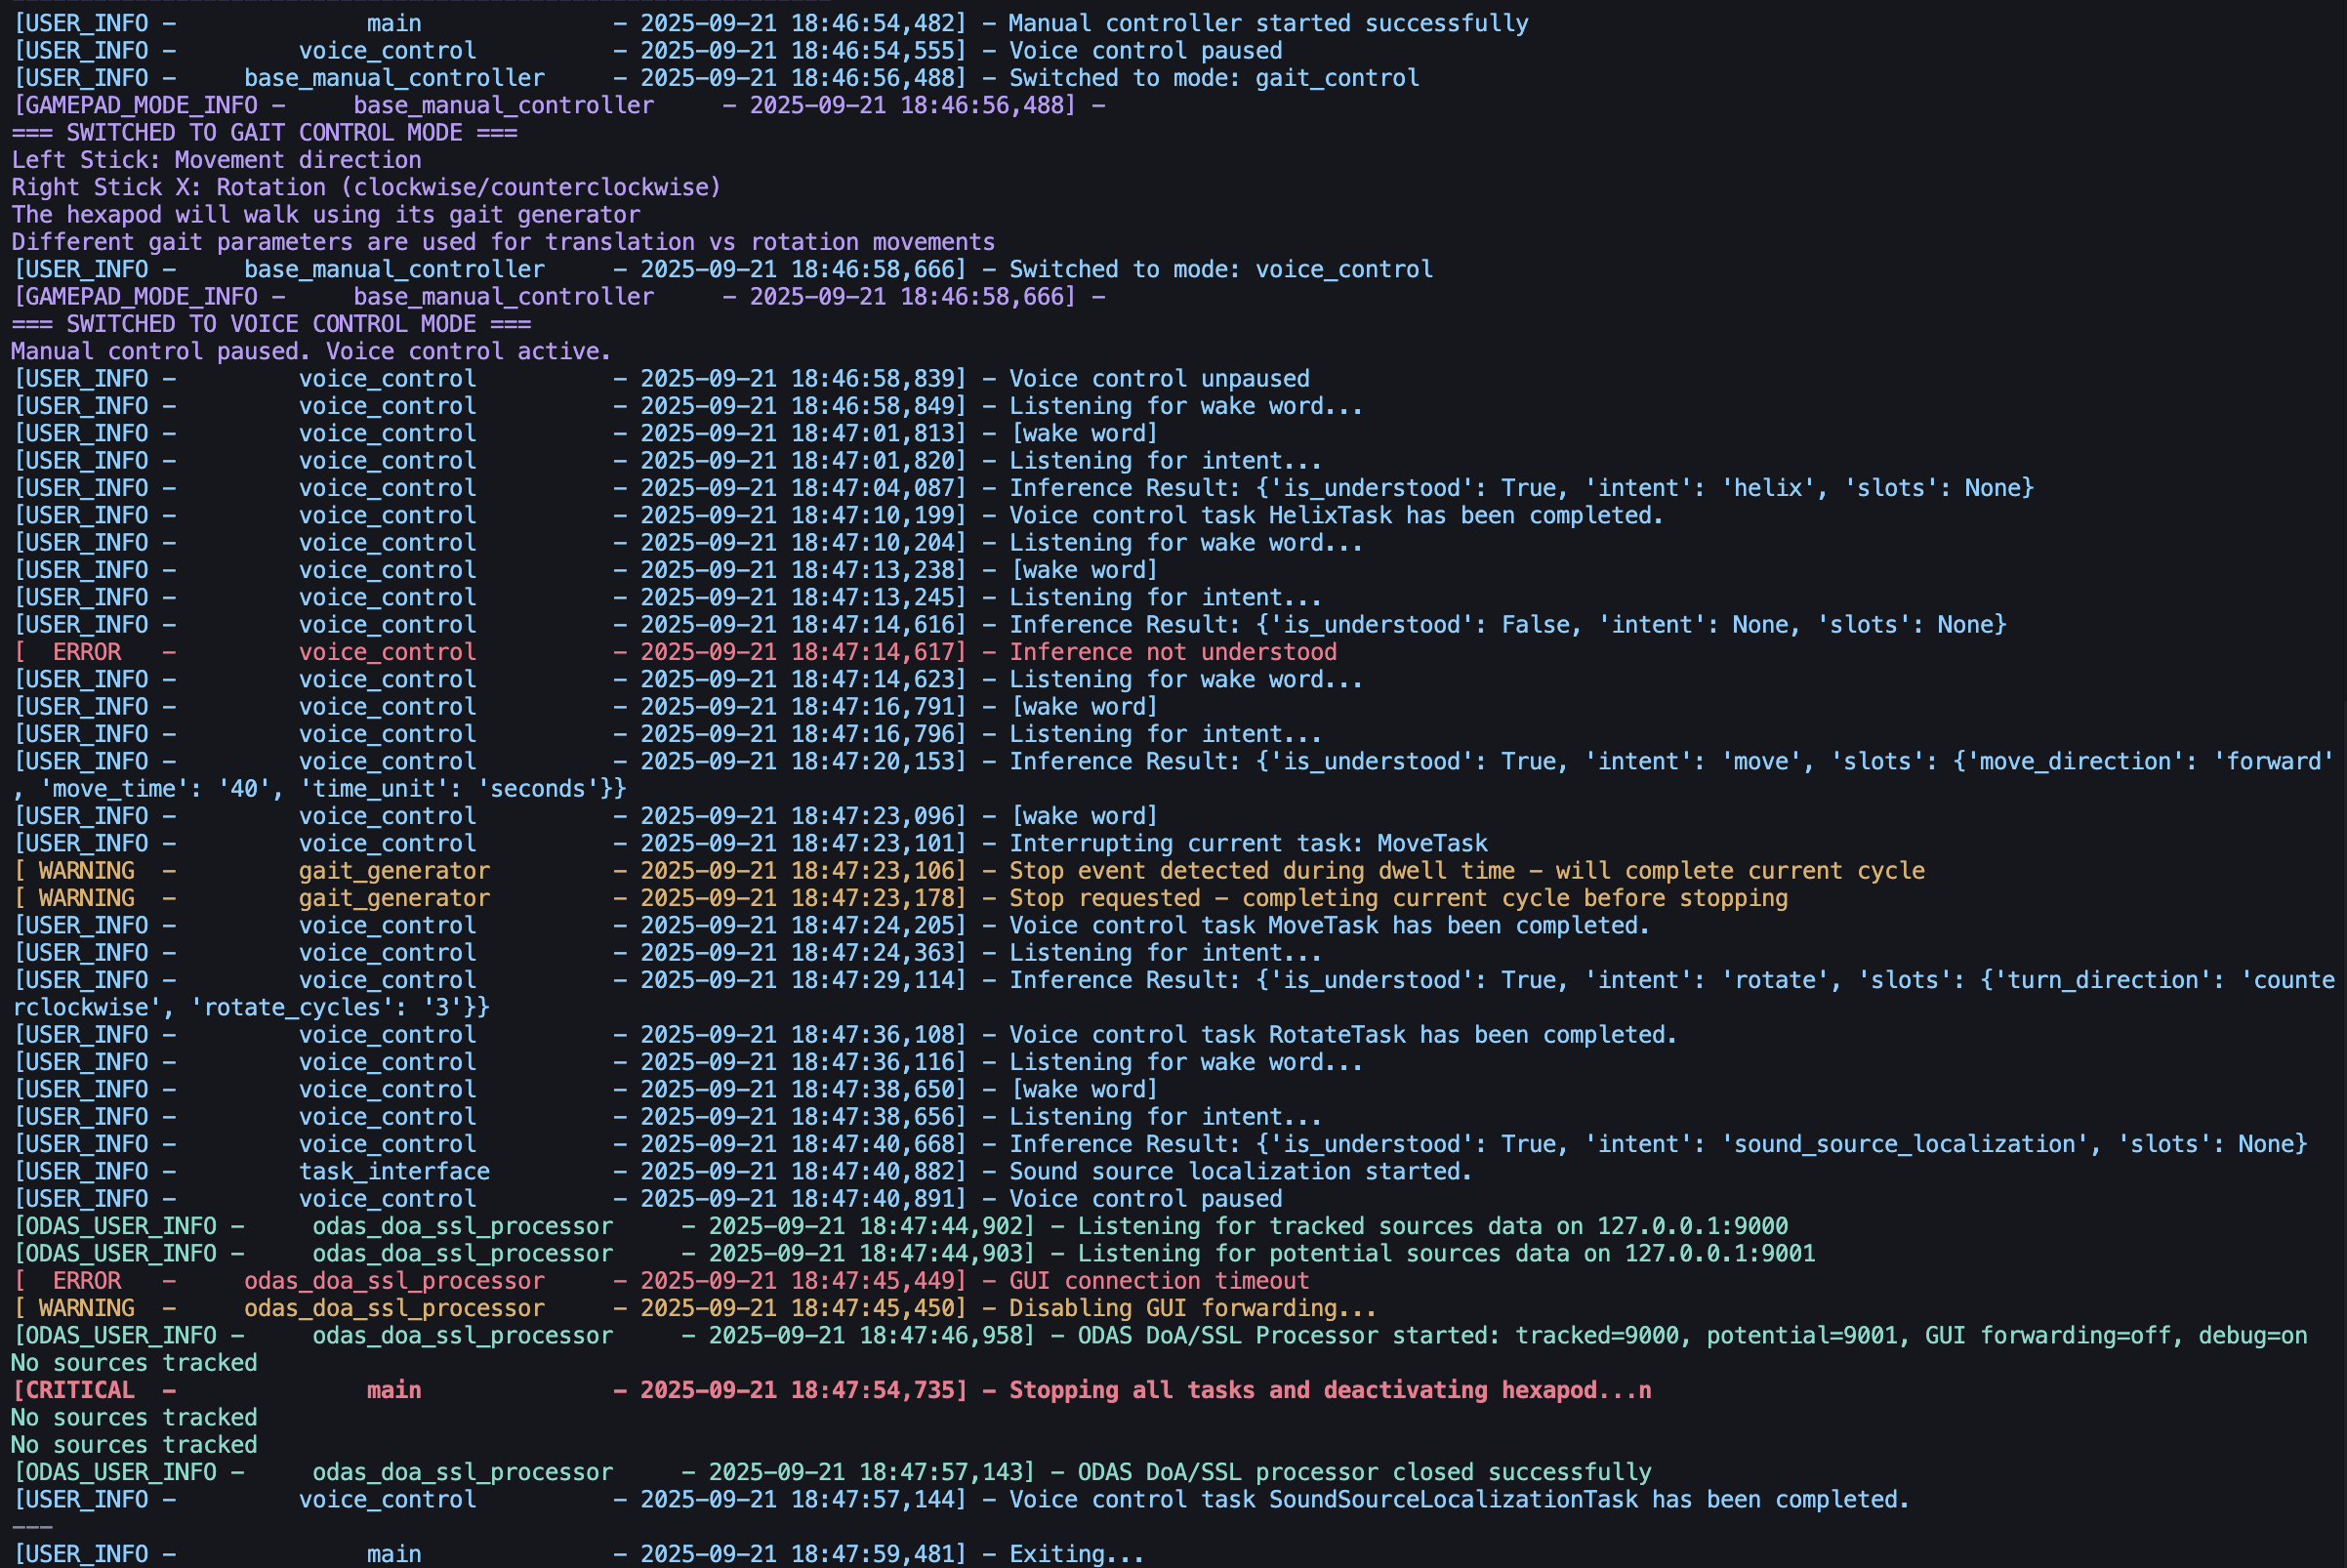 [USER_INFO -              main              - 2025-09-21 18:46:54,482] - Manual controller started successfully
[USER_INFO -         voice_control          - 2025-09-21 18:46:54,555] - Voice control paused
[USER_INFO -     base_manual_controller     - 2025-09-21 18:46:56,488] - Switched to mode: gait_control
[GAMEPAD_MODE_INFO -     base_manual_controller     - 2025-09-21 18:46:56,488] -
=== SWITCHED TO GAIT CONTROL MODE ===
Left Stick: Movement direction
Right Stick X: Rotation (clockwise/counterclockwise)
The hexapod will walk using its gait generator
Different gait parameters are used for translation vs rotation movements
[USER_INFO -     base_manual_controller     - 2025-09-21 18:46:58,666] - Switched to mode: voice_control
[GAMEPAD_MODE_INFO -     base_manual_controller     - 2025-09-21 18:46:58,666] -
=== SWITCHED TO VOICE CONTROL MODE ===
Manual control paused. Voice control active.
[USER_INFO -         voice_control          - 2025-09-21 18:46:58,839] - Voice control unpaused
[USER_INFO -         voice_control          - 2025-09-21 18:46:58,849] - Listening for wake word...
[USER_INFO -         voice_control          - 2025-09-21 18:47:01,813] - [wake word]
[USER_INFO -         voice_control          - 2025-09-21 18:47:01,820] - Listening for intent...
[USER_INFO -         voice_control          - 2025-09-21 18:47:04,087] - Inference Result: {'is_understood': True, 'intent': 'helix', 'slots': None}
[USER_INFO -         voice_control          - 2025-09-21 18:47:10,199] - Voice control task HelixTask has been completed.
[USER_INFO -         voice_control          - 2025-09-21 18:47:10,204] - Listening for wake word...
[USER_INFO -         voice_control          - 2025-09-21 18:47:13,238] - [wake word]
[USER_INFO -         voice_control          - 2025-09-21 18:47:13,245] - Listening for intent...
[USER_INFO -         voice_control          - 2025-09-21 18:47:14,616] - Inference Result: {'is_understood': False, 'intent': None, 'slots': None}
[  ERROR   -         voice_control          - 2025-09-21 18:47:14,617] - Inference not understood
[USER_INFO -         voice_control          - 2025-09-21 18:47:14,623] - Listening for wake word...
[USER_INFO -         voice_control          - 2025-09-21 18:47:16,791] - [wake word]
[USER_INFO -         voice_control          - 2025-09-21 18:47:16,796] - Listening for intent...
[USER_INFO -         voice_control          - 2025-09-21 18:47:20,153] - Inference Result: {'is_understood': True, 'intent': 'move', 'slots': {'move_direction': 'forward'
, 'move_time': '40', 'time_unit': 'seconds'}}
[USER_INFO -         voice_control          - 2025-09-21 18:47:23,096] - [wake word]
[USER_INFO -         voice_control          - 2025-09-21 18:47:23,101] - Interrupting current task: MoveTask
[ WARNING  -         gait_generator         - 2025-09-21 18:47:23,106] - Stop event detected during dwell time - will complete current cycle
[ WARNING  -         gait_generator         - 2025-09-21 18:47:23,178] - Stop requested - completing current cycle before stopping
[USER_INFO -         voice_control          - 2025-09-21 18:47:24,205] - Voice control task MoveTask has been completed.
[USER_INFO -         voice_control          - 2025-09-21 18:47:24,363] - Listening for intent...
[USER_INFO -         voice_control          - 2025-09-21 18:47:29,114] - Inference Result: {'is_understood': True, 'intent': 'rotate', 'slots': {'turn_direction': 'counte
rclockwise', 'rotate_cycles': '3'}}
[USER_INFO -         voice_control          - 2025-09-21 18:47:36,108] - Voice control task RotateTask has been completed.
[USER_INFO -         voice_control          - 2025-09-21 18:47:36,116] - Listening for wake word...
[USER_INFO -         voice_control          - 2025-09-21 18:47:38,650] - [wake word]
[USER_INFO -         voice_control          - 2025-09-21 18:47:38,656] - Listening for intent...
[USER_INFO -         voice_control          - 2025-09-21 18:47:40,668] - Inference Result: {'is_understood': True, 'intent': 'sound_source_localization', 'slots': None}
[USER_INFO -         task_interface         - 2025-09-21 18:47:40,882] - Sound source localization started.
[USER_INFO -         voice_control          - 2025-09-21 18:47:40,891] - Voice control paused
[ODAS_USER_INFO -     odas_doa_ssl_processor     - 2025-09-21 18:47:44,902] - Listening for tracked sources data on 127.0.0.1:9000
[ODAS_USER_INFO -     odas_doa_ssl_processor     - 2025-09-21 18:47:44,903] - Listening for potential sources data on 127.0.0.1:9001
[  ERROR   -     odas_doa_ssl_processor     - 2025-09-21 18:47:45,449] - GUI connection timeout
[ WARNING  -     odas_doa_ssl_processor     - 2025-09-21 18:47:45,450] - Disabling GUI forwarding...
[ODAS_USER_INFO -     odas_doa_ssl_processor     - 2025-09-21 18:47:46,958] - ODAS DoA/SSL Processor started: tracked=9000, potential=9001, GUI forwarding=off, debug=on
No sources tracked
[CRITICAL  -              main              - 2025-09-21 18:47:54,735] - Stopping all tasks and deactivating hexapod...n
No sources tracked
No sources tracked
[ODAS_USER_INFO -     odas_doa_ssl_processor     - 2025-09-21 18:47:57,143] - ODAS DoA/SSL processor closed successfully
[USER_INFO -         voice_control          - 2025-09-21 18:47:57,144] - Voice control task SoundSourceLocalizationTask has been completed.
---
[USER_INFO -              main              - 2025-09-21 18:47:59,481] - Exiting...